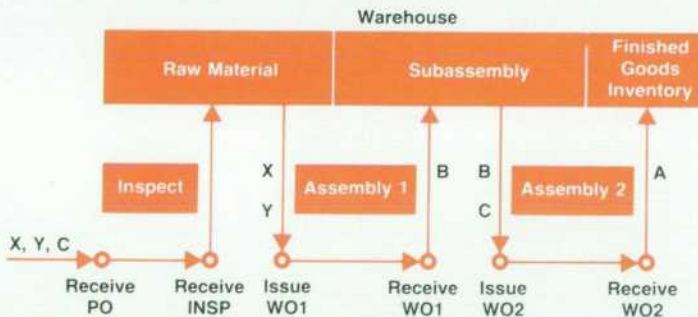 Warehouse
Raw Material
Subassembly
Finished
Goods
Inventory
Inspect
X
Y
Assembly 1
B
B
C
Assembly 2
A
X, Y, C
Receive
PO
Receive
INSP
Issue
WO1
Receive
WO1
Issue
WO2
Receive
WO2